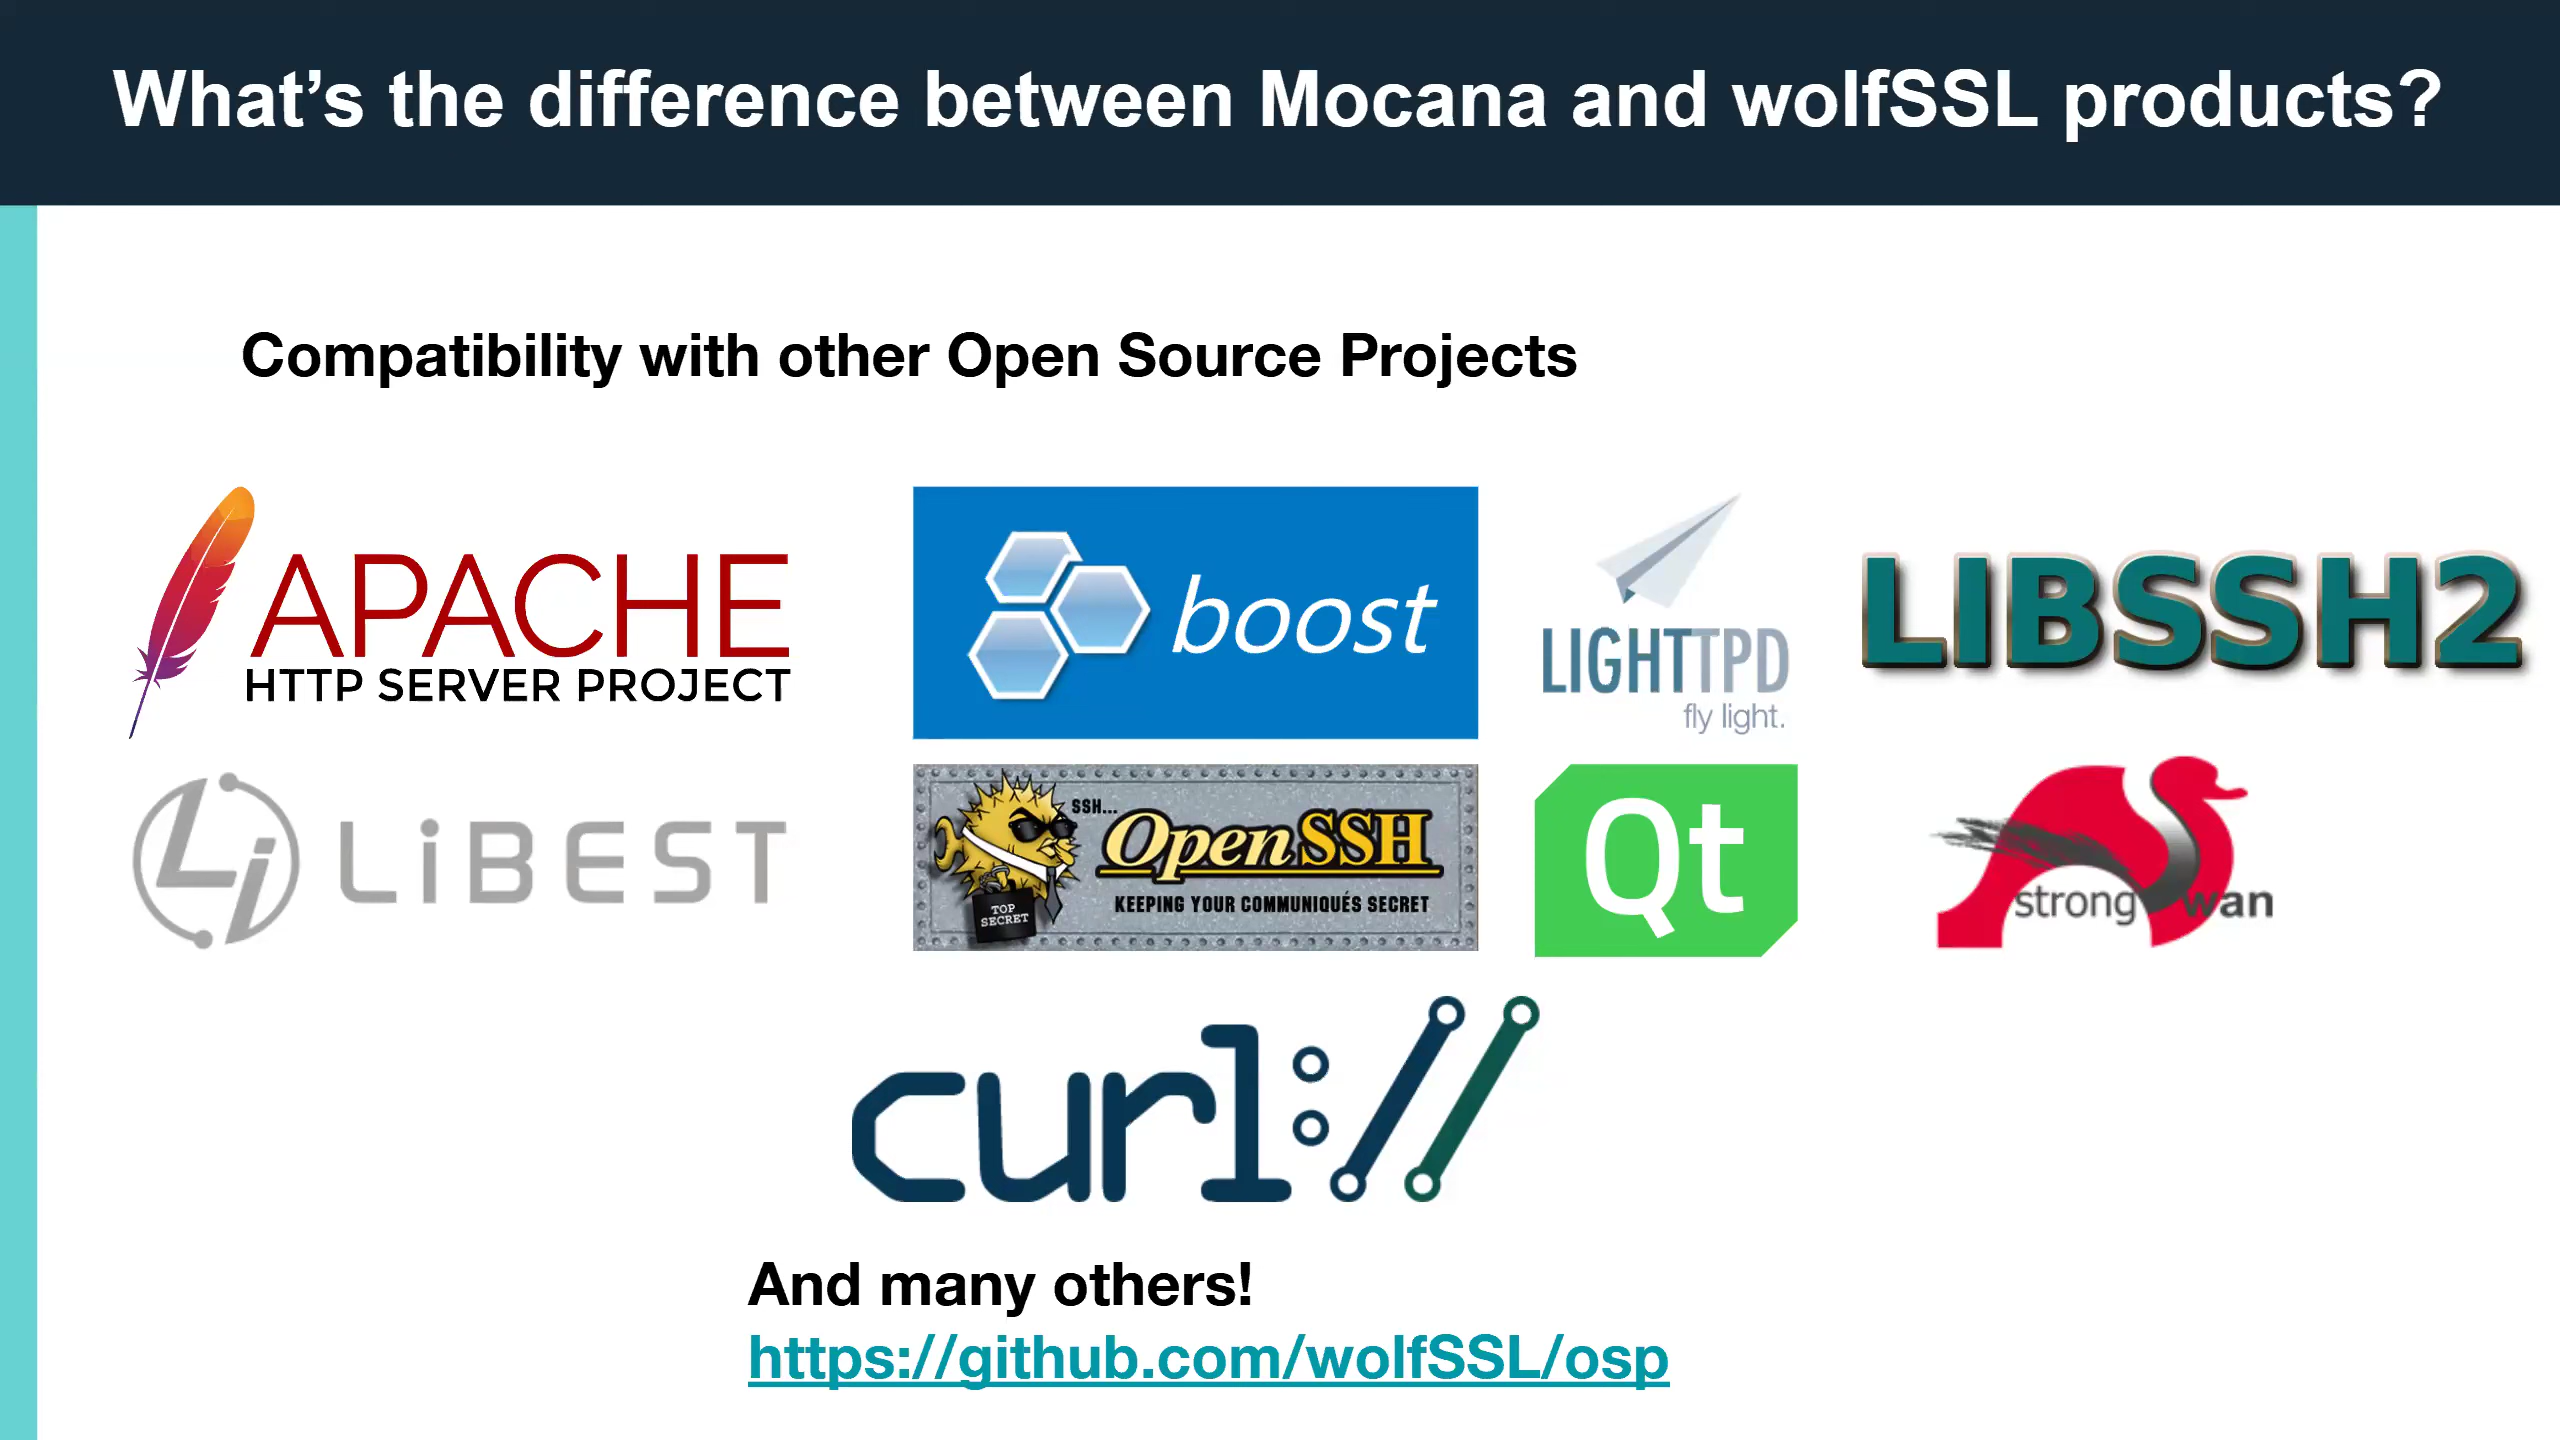 What’s the difference between Mocana and wolfSSL products?
Compatibility with other Open Source Projects
APACHE
HTTP SERVER PROJECT
boost
LIGHTTPD
fly light.
LIBSSH2
Li LiBEST
SSH...
OpenSSH
KEEPING YOUR COMMUNIQUÉS SECRET
TOP
SECRET
Qt
strongSwan
curl://
And many others!
https://github.com/wolfSSL/osp